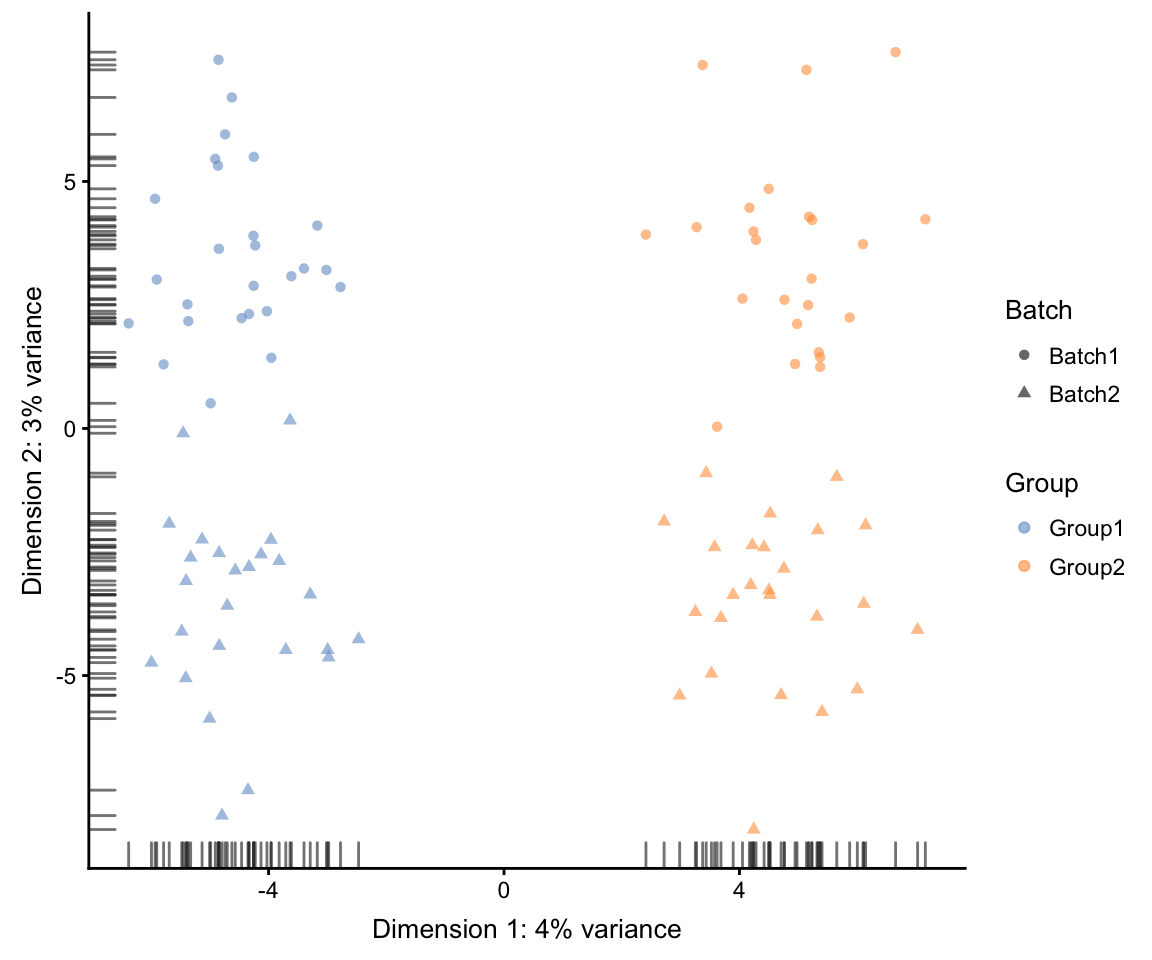 Dimension 2: 3% variance
5
0
-5
-4
0
4
Dimension 1: 4% variance
Batch
Batch1
Batch2
Group
Group1
Group2